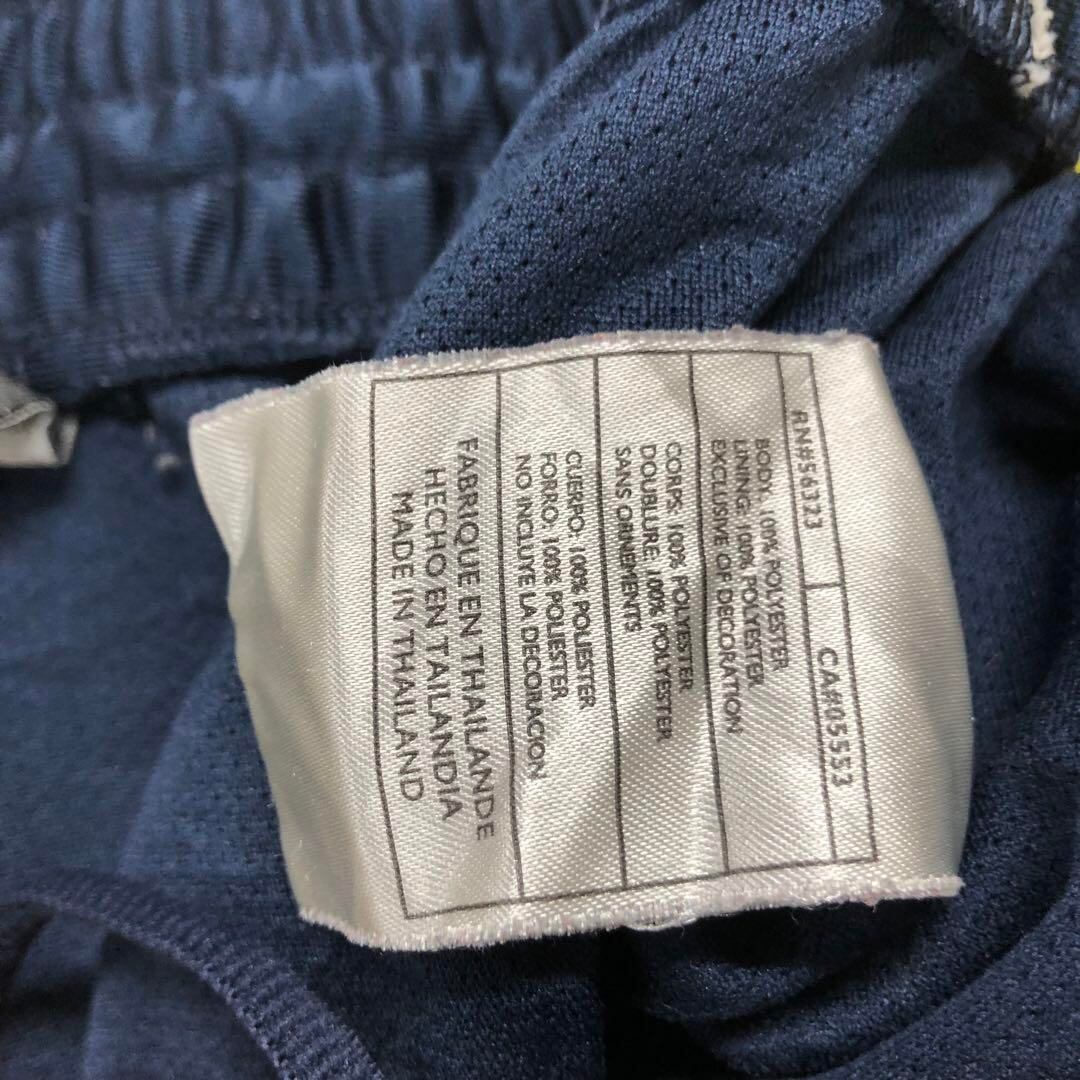 RN#56323 CA#05553
BODY: 100% POLYESTER
LINING: 100% POLYESTER
EXCLUSIVE OF DECORATION
CORPS: 100% POLYESTER
DOUBLURE: 100% POLYESTER
SANS ORNEMENTS
CUERPO: 100% POLIESTER
FORRO: 100% POLIESTER
NO INCLUYE LA DECORACION
FABRIQUE EN THAILANDE
HECHO EN TAILANDIA
MADE IN THAILAND